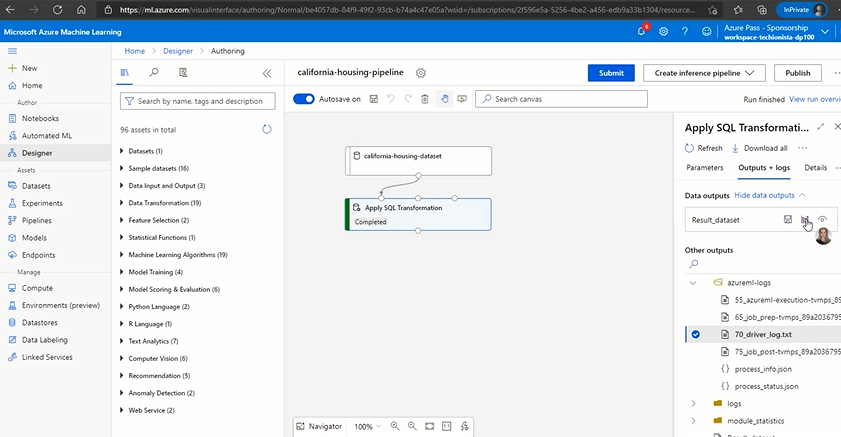 https://ml.azure.com/visualinterface/authoring/Normal/be4057db-84f9-49f2-93cb-b74a4c47e05a?wsid=/subscriptions/2f596e5a-5256-4be2-a456-edb9a33b1304/resource...
InPrivate
Microsoft Azure Machine Learning
6
Azure Pass - Sponsorship
workspace-techionista-dp100
Home > Designer > Authoring
New
Home
Author
Notebooks
Automated ML
Designer
Assets
Datasets
Experiments
Pipelines
Models
Endpoints
Manage
Compute
Environments (preview)
Datastores
Data Labeling
Linked Services
Search by name, tags and description
96 assets in total
Datasets (1)
Sample datasets (16)
Data Input and Output (3)
Data Transformation (19)
Feature Selection (2)
Statistical Functions (1)
Machine Learning Algorithms (19)
Model Training (4)
Model Scoring & Evaluation (6)
Python Language (2)
R Language (1)
Text Analytics (7)
Computer Vision (6)
Recommendation (5)
Anomaly Detection (2)
Web Service (2)
california-housing-pipeline
Submit
Create inference pipeline
Publish
Autosave on
Search canvas
Run finished
View run overvi
california-housing-dataset
Apply SQL Transformation
Completed
Navigator
100%
Apply SQL Transformati...
Refresh
Download all
Parameters
Outputs + logs
Details
Data outputs
Hide data outputs
Result_dataset
Other outputs
azureml-logs
55_azureml-execution-tvmps_89
65_job_prep-tvmps_89a2036795
70_driver_log.txt
75_job_post-tvmps_89a2036795
process_info.json
process_status.json
logs
module_statistics
Result_dataset